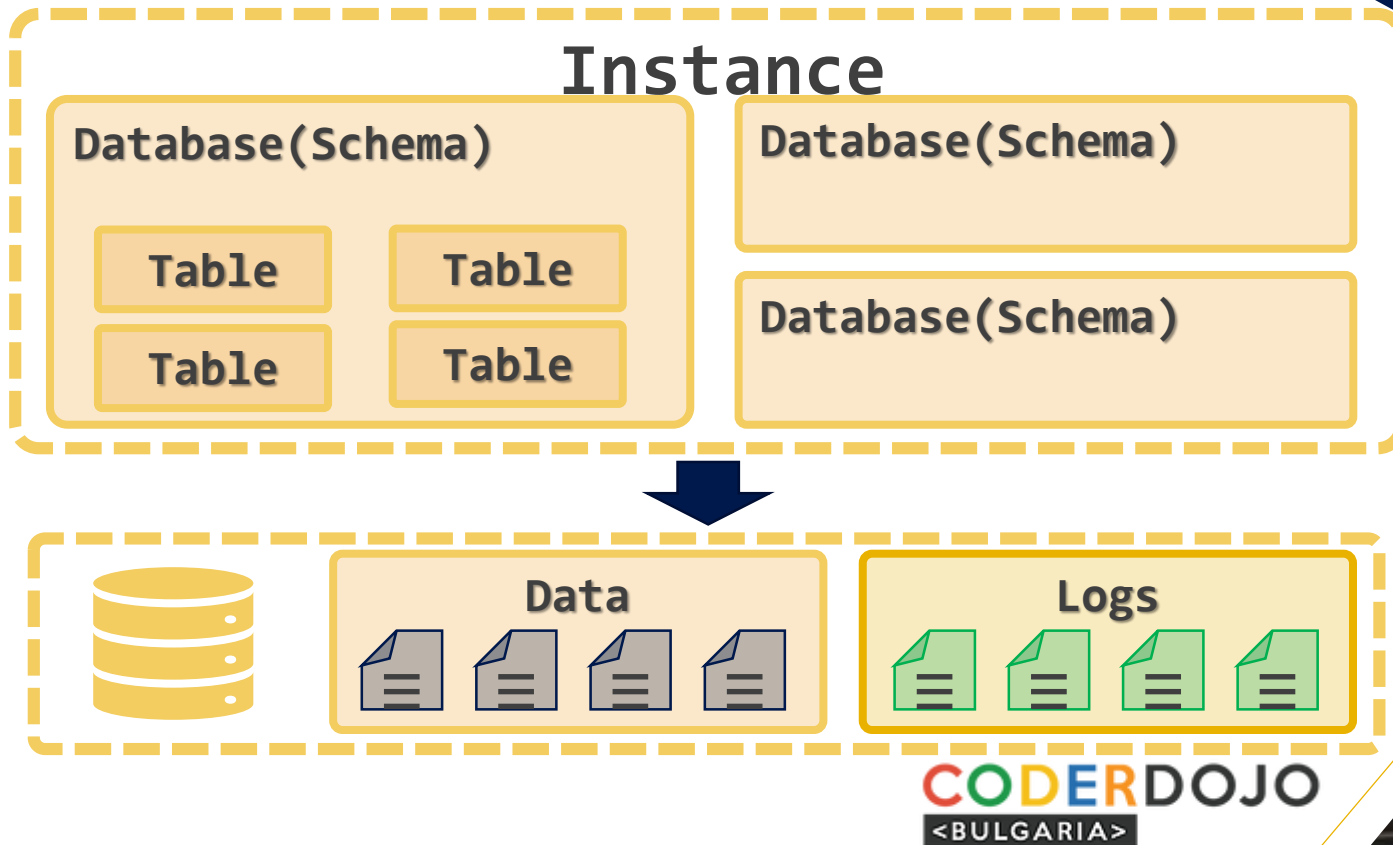 Instance
Database(Schema)
Table
Table
Table
Table
Database(Schema)
Database(Schema)
Data
Logs
CODERDOJO
<BULGARIA>